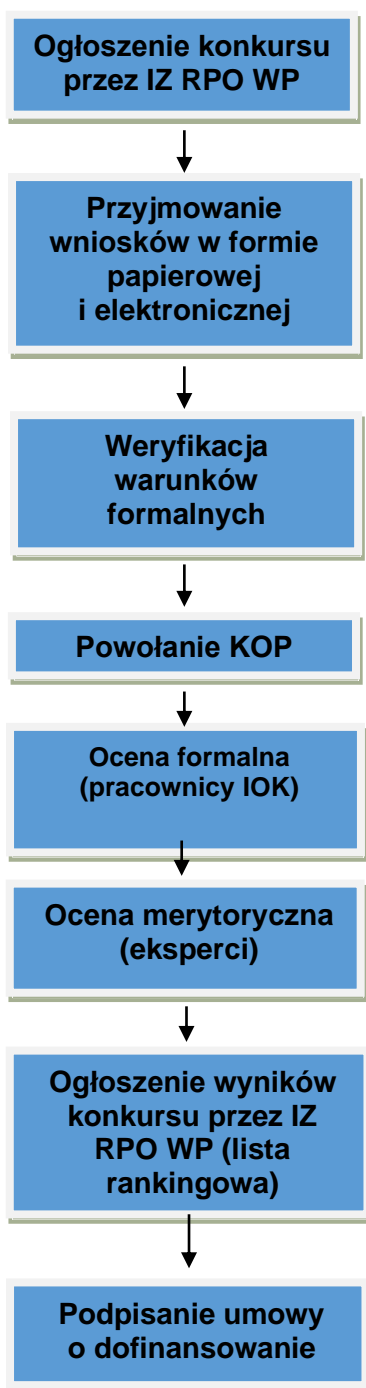 Ogłoszenie konkursu
przez IZ RPO WP
Przyjmowanie
wniosków w formie
papierowej
i elektronicznej
Weryfikacja
warunków
formalnych
Powołanie KOP
Ocena formalna
(pracownicy IOK)
Ocena merytoryczna
(eksperci)
Ogłoszenie wyników
konkursu przez IZ
RPO WP (lista
rankingowa)
Podpisanie umowy
o dofinansowanie